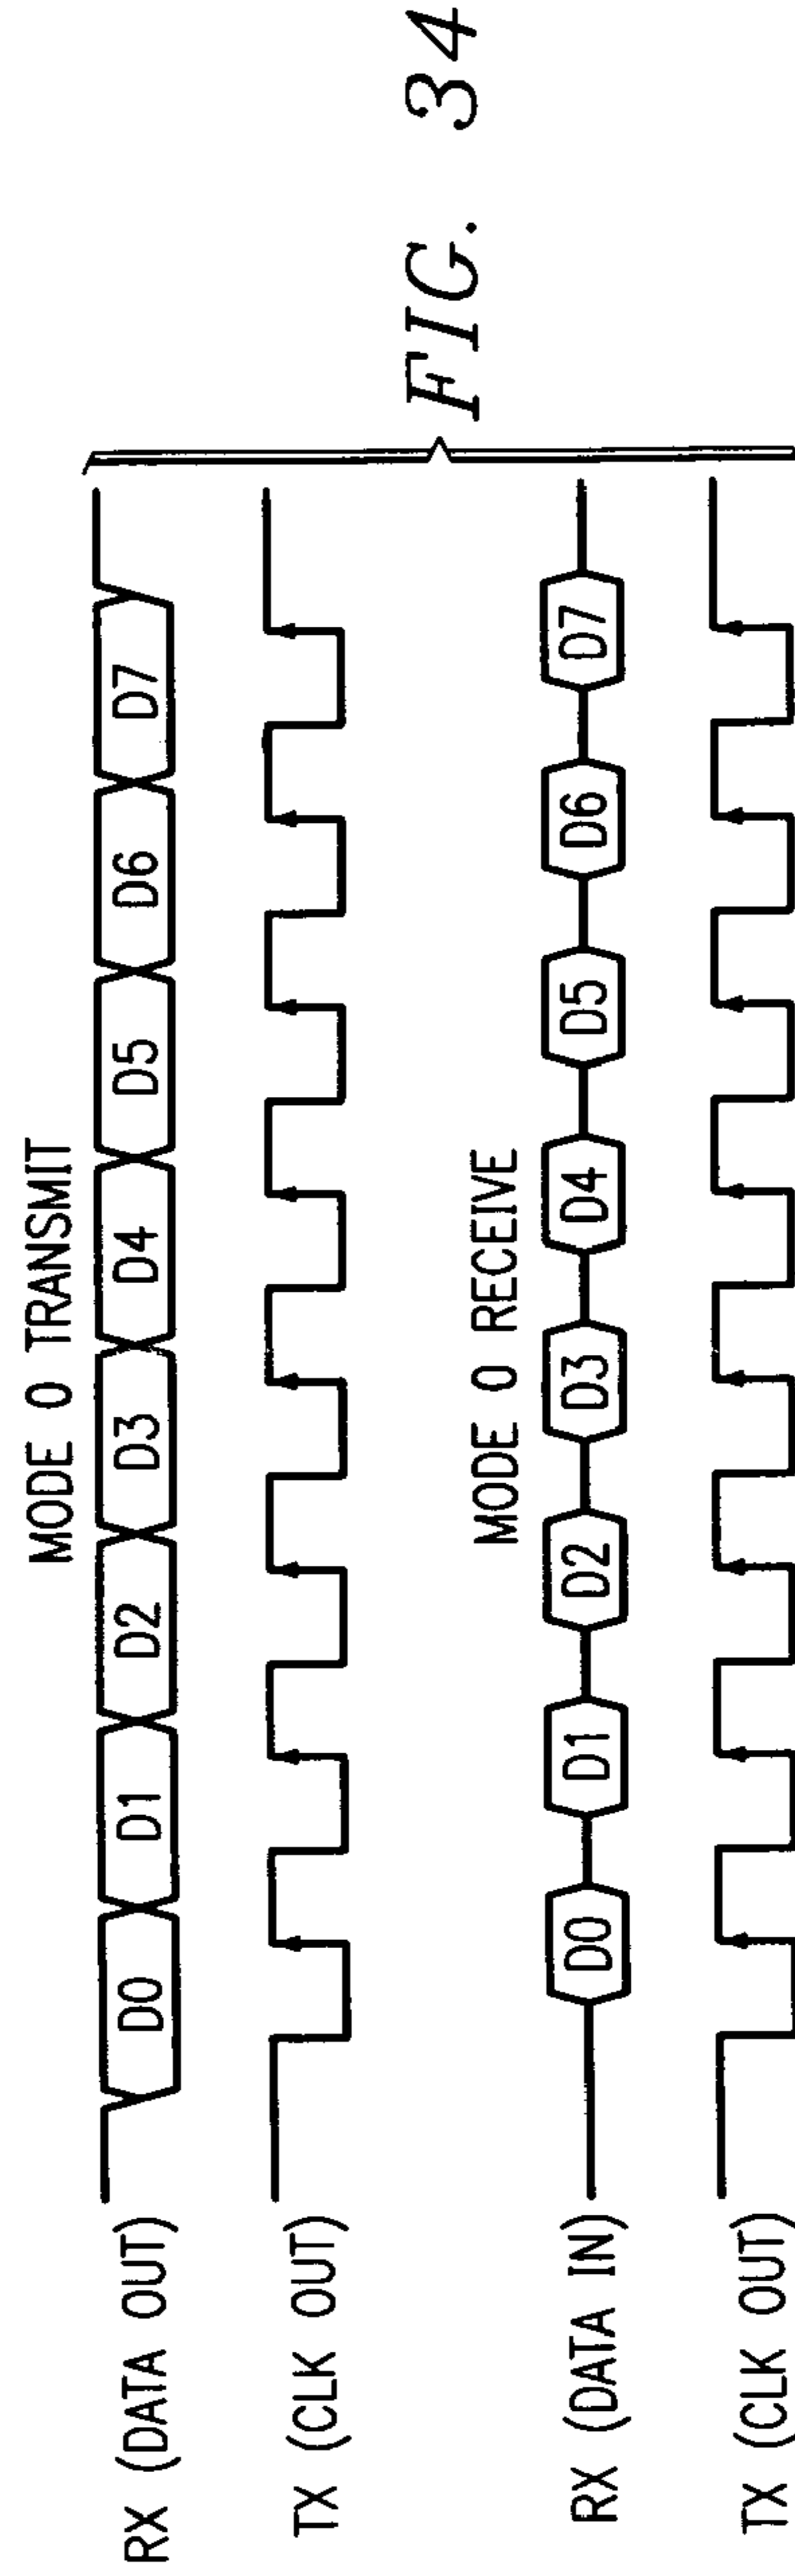 MODE 0 TRANSMIT
RX (DATA OUT) D0 D1 D2 D3 D4 D5 D6 D7
TX (CLK OUT)
MODE 0 RECEIVE
RX (DATA IN) D0 D1 D2 D3 D4 D5 D6 D7
TX (CLK OUT)
FIG. 34